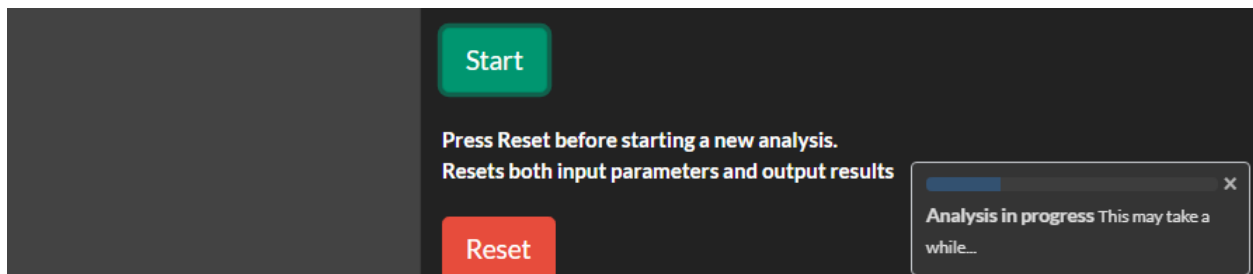 Start
Press Reset before starting a new analysis.
Resets both input parameters and output results
Analysis in progress This may take a
while...
Reset